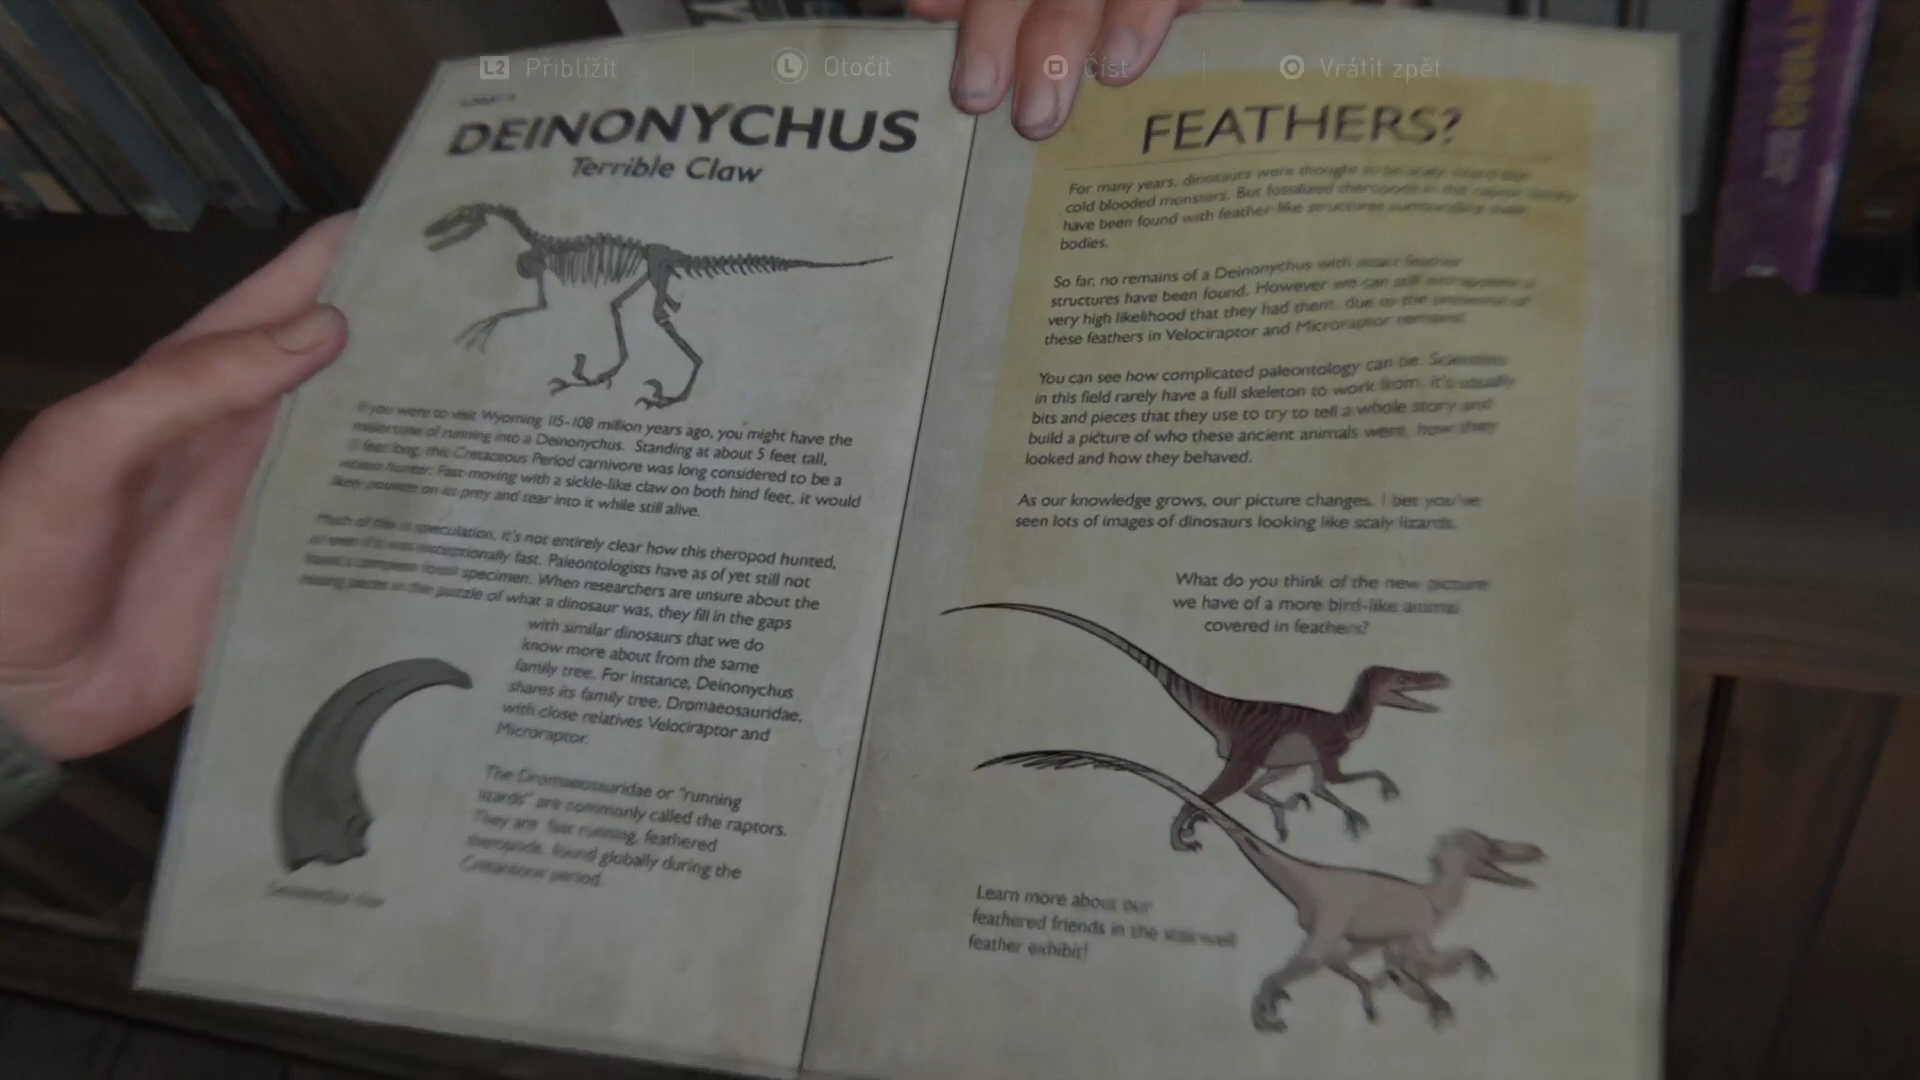 L2 Přiblížit
L Otočit
Číst
Vrátit zpět
DEINONYCHUS
Terrible Claw
If you were to visit Wyoming 115-108 million years ago, you might have the
misfortune of running into a Deinonychus. Standing at about 5 feet tall,
feet long, this Cretaceous Period carnivore was long considered to be a
vicious hunter. Fast-moving with a sickle-like claw on both hind feet, it would
likely pounce on its prey and tear into it while still alive.
Much of this is speculation, it's not entirely clear how this theropod hunted,
or even if it was exceptionally fast. Paleontologists have as of yet still not
found a complete fossil specimen. When researchers are unsure about the
missing pieces in the puzzle of what a dinosaur was, they fill in the gaps
with similar dinosaurs that we do
know more about from the same
family tree. For instance, Deinonychus
shares its family tree, Dromaeosauridae,
with close relatives Velociraptor and
Microraptor.
The Dromaeosauridae or "running
lizards" are commonly called the raptors.
They are fast running, feathered
theropods, found globally during the
Cretaceous period.
FEATHERS?
For many years, dinosaurs were thought to be scaly, lizard-like
cold blooded monsters. But fossilized theropods in the raptor family
have been found with feather-like structures surrounding their
bodies.
So far, no remains of a Deinonychus with intact feather
structures have been found. However we can still
very high likelihood that they had them, due to the presence of
these feathers in Velociraptor and Microraptor remains!
You can see how complicated paleontology can be. Scientists
in this field rarely have a full skeleton to work from, it's usually
bits and pieces that they use to try to tell a whole story and
build a picture of who these ancient animals were, how they
looked and how they behaved.
As our knowledge grows, our picture changes. I bet you've
seen lots of images of dinosaurs looking like scaly lizards.
What do you think of the new picture
we have of a more bird-like animal
covered in feathers?
Learn more about our
feathered friends in the stairwell
feather exhibit!